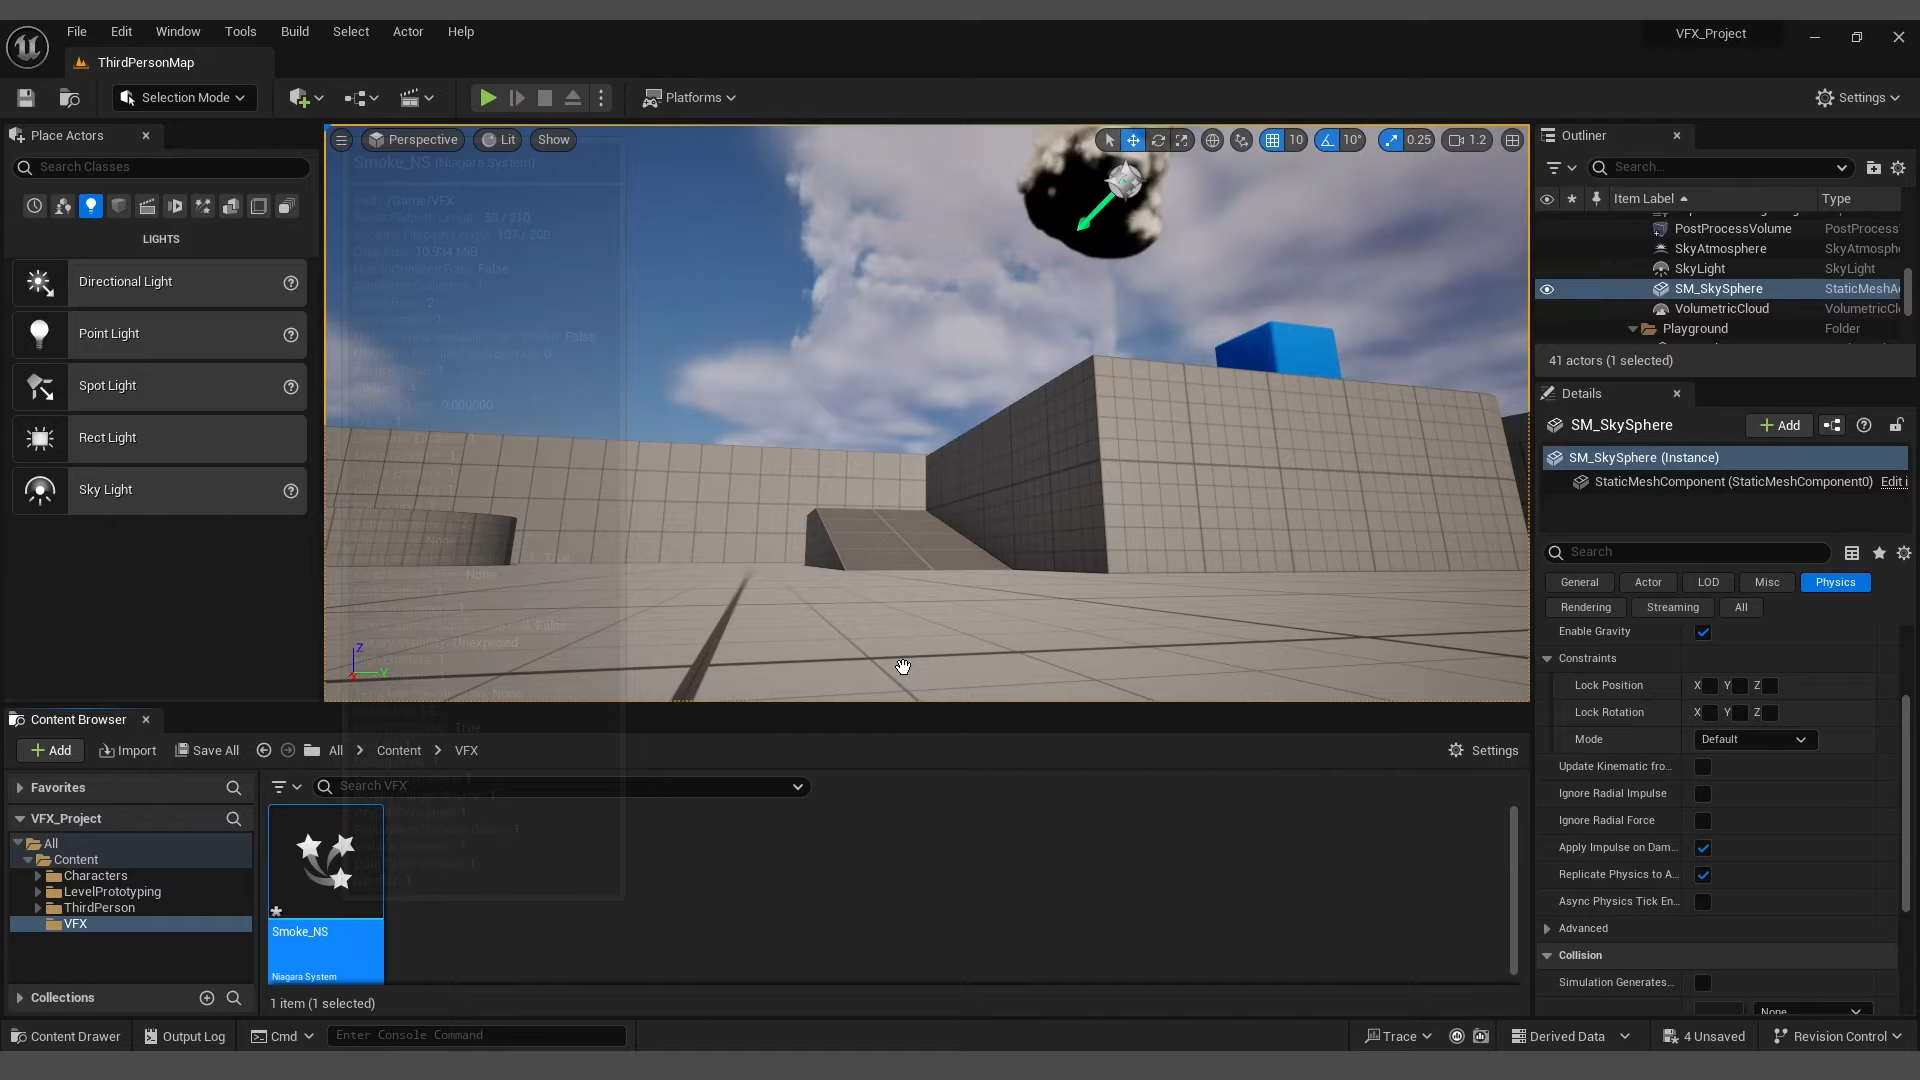 File Edit Window Tools Build Select Actor Help
VFX_Project
ThirdPersonMap
Selection Mode
Platforms
Settings
Place Actors
Search Classes
LIGHTS
Directional Light
Point Light
Spot Light
Rect Light
Sky Light
Perspective Lit Show
10 10° 0.25 1.2
Smoke_NS (Niagara System)
/Game/VFX
Z
Y
X
Outliner
Search...
Item Label Type
PostProcessVolume PostProcess
SkyAtmosphere SkyAtmosph
SkyLight SkyLight
SM_SkySphere StaticMeshA
VolumetricCloud VolumetricCl
Playground Folder
41 actors (1 selected)
Details
SM_SkySphere
Add
SM_SkySphere (Instance)
StaticMeshComponent (StaticMeshComponent0) Edit i
Search
General Actor LOD Misc Physics
Rendering Streaming All
Enable Gravity
Constraints
Lock Position X Y Z
Lock Rotation X Y Z
Mode Default
Update Kinematic fro...
Ignore Radial Impulse
Ignore Radial Force
Apply Impulse on Dam...
Replicate Physics to A...
Async Physics Tick En...
Advanced
Collision
Simulation Generates...
None
Content Browser
Add Import Save All All Content VFX
Settings
Favorites
VFX_Project
All
Content
Characters
LevelPrototyping
ThirdPerson
VFX
Collections
Search VFX
Smoke_NS
Niagara System
1 item (1 selected)
Content Drawer Output Log Cmd Enter Console Command
Trace Derived Data 4 Unsaved Revision Control